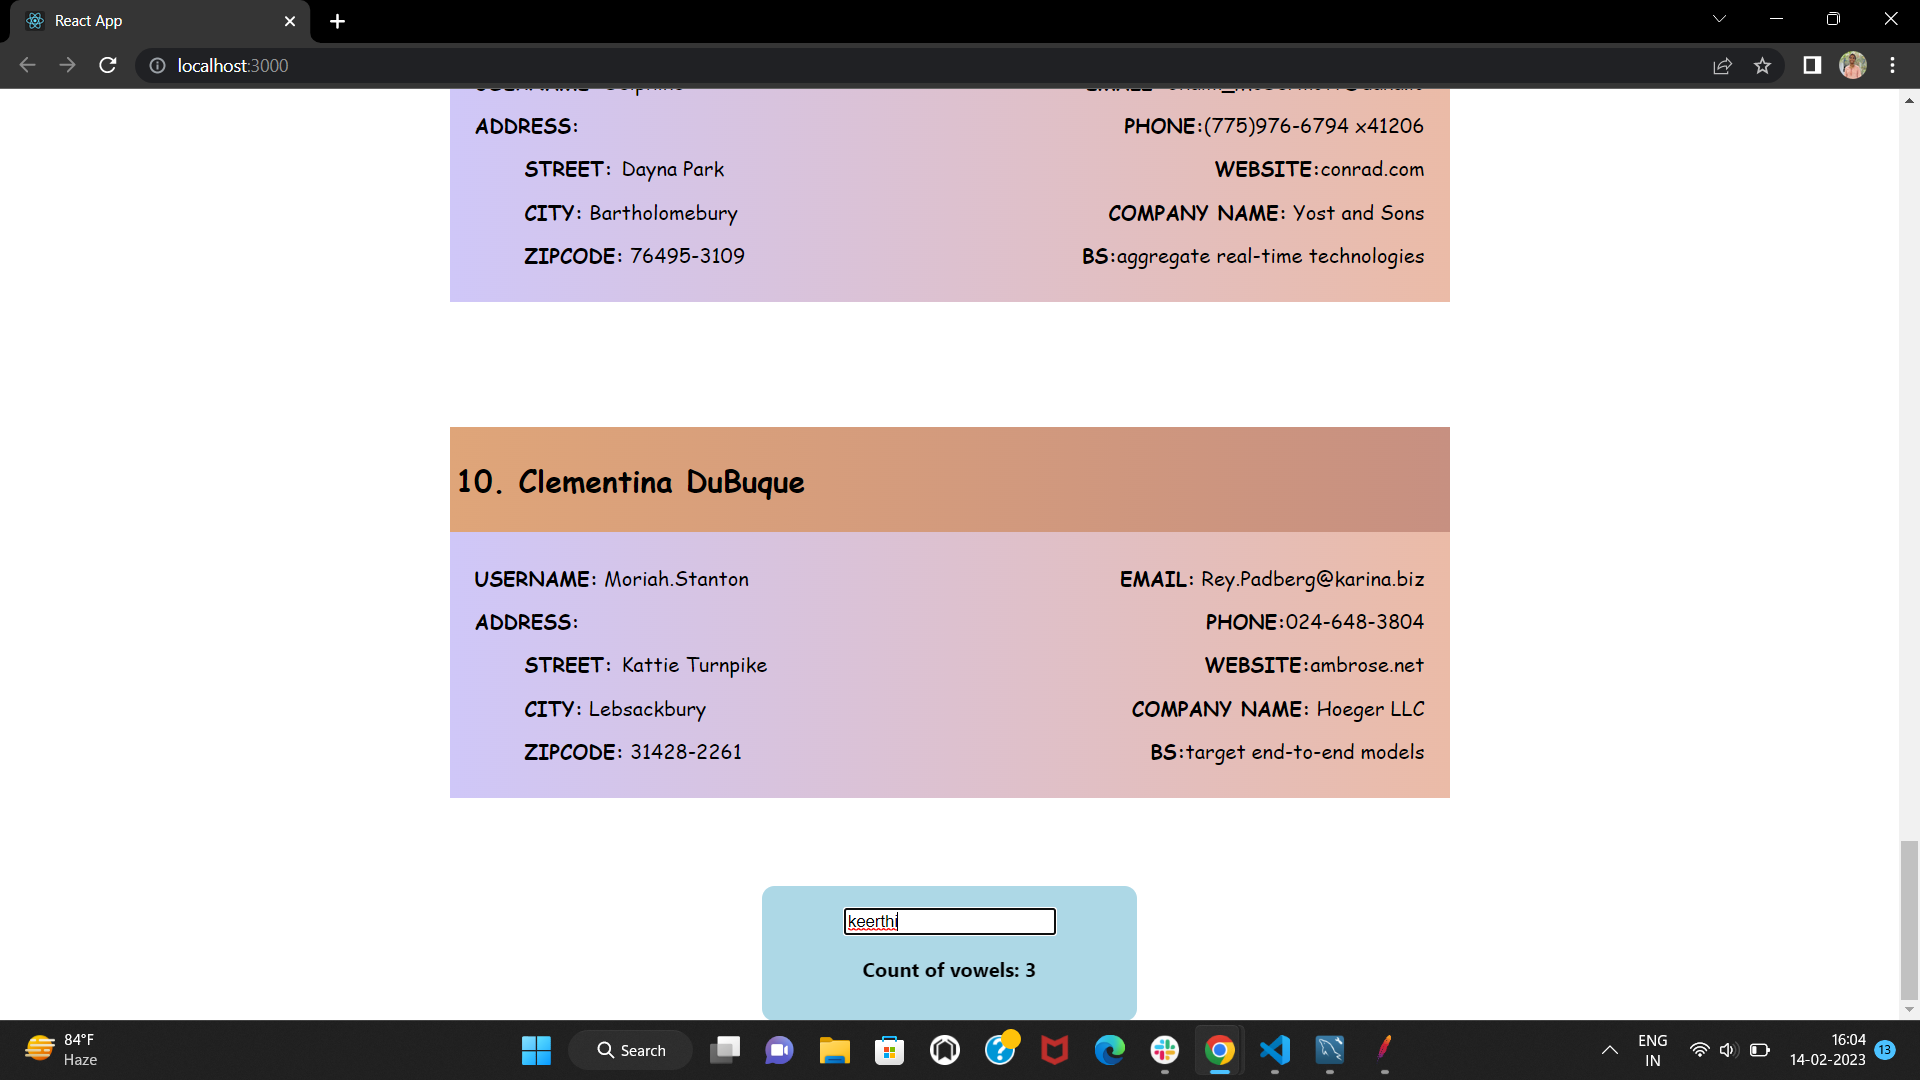 React App
localhost:3000
ADDRESS:
PHONE:(775)976-6794 x41206
STREET: Dayna Park
WEBSITE:conrad.com
CITY: Bartholomebury
COMPANY NAME: Yost and Sons
ZIPCODE: 76495-3109
BS:aggregate real-time technologies
10. Clementina DuBuque
USERNAME: Moriah.Stanton
EMAIL: Rey.Padberg@karina.biz
ADDRESS:
PHONE:024-648-3804
STREET: Kattie Turnpike
WEBSITE:ambrose.net
CITY: Lebsackbury
COMPANY NAME: Hoeger LLC
ZIPCODE: 31428-2261
BS:target end-to-end models
keerthi
Count of vowels: 3
84°F
Haze
Search
ENG
IN
16:04
14-02-2023
13